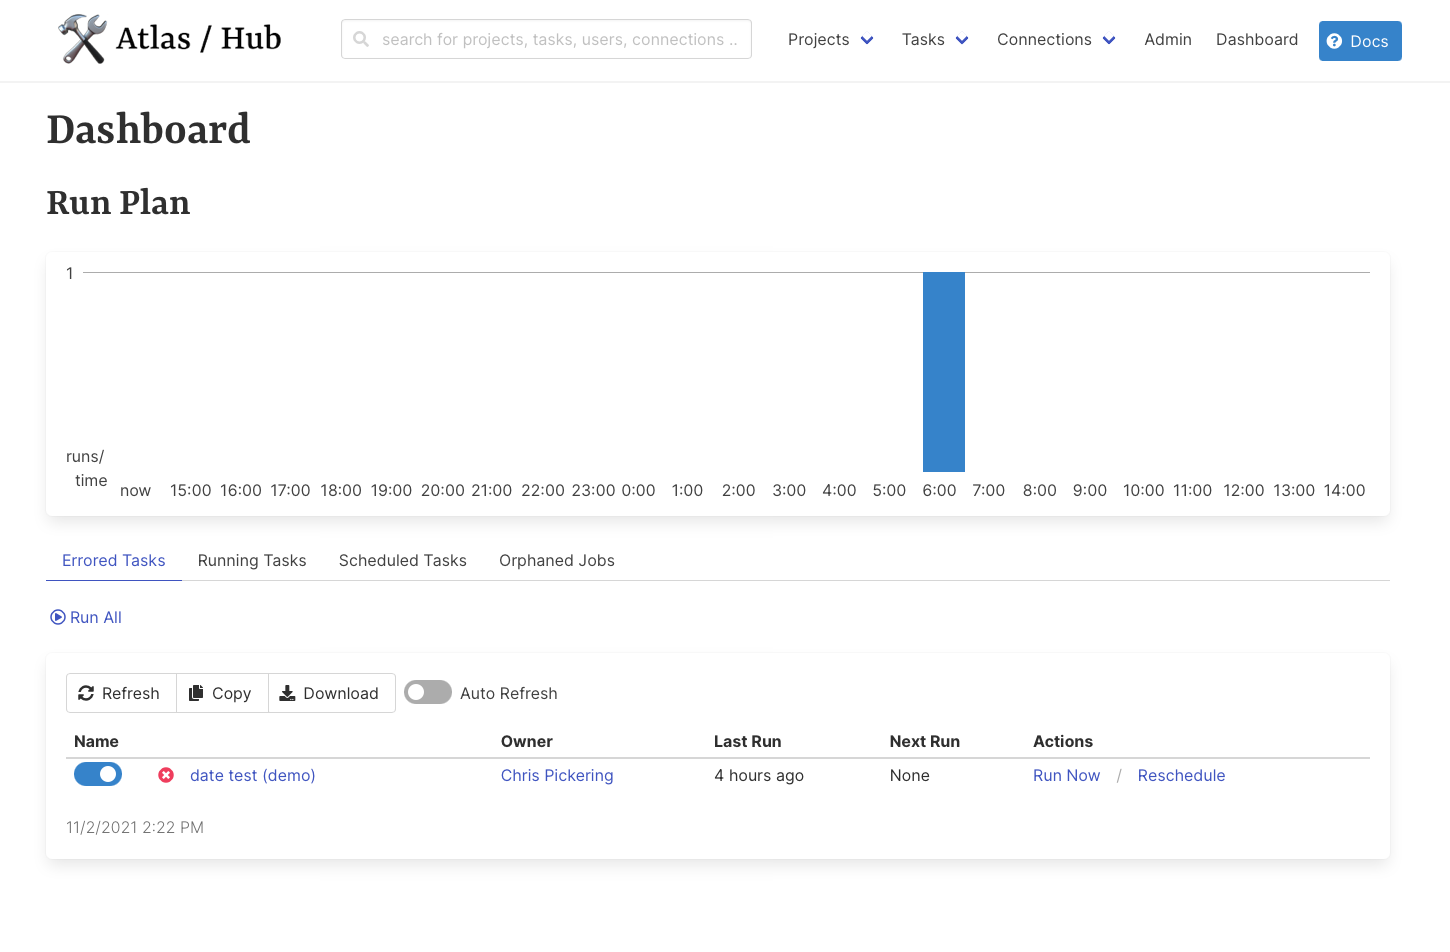 Atlas / Hub
search for projects, tasks, users, connections ..
Projects Tasks Connections Admin Dashboard Docs
Dashboard
Run Plan
1
runs/
time
now 15:00 16:00 17:00 18:00 19:00 20:00 21:00 22:00 23:00 0:00 1:00 2:00 3:00 4:00 5:00 6:00 7:00 8:00 9:00 10:00 11:00 12:00 13:00 14:00
Errored Tasks Running Tasks Scheduled Tasks Orphaned Jobs
Run All
Refresh Copy Download Auto Refresh
Name Owner Last Run Next Run Actions
date test (demo) Chris Pickering 4 hours ago None Run Now / Reschedule
11/2/2021 2:22 PM